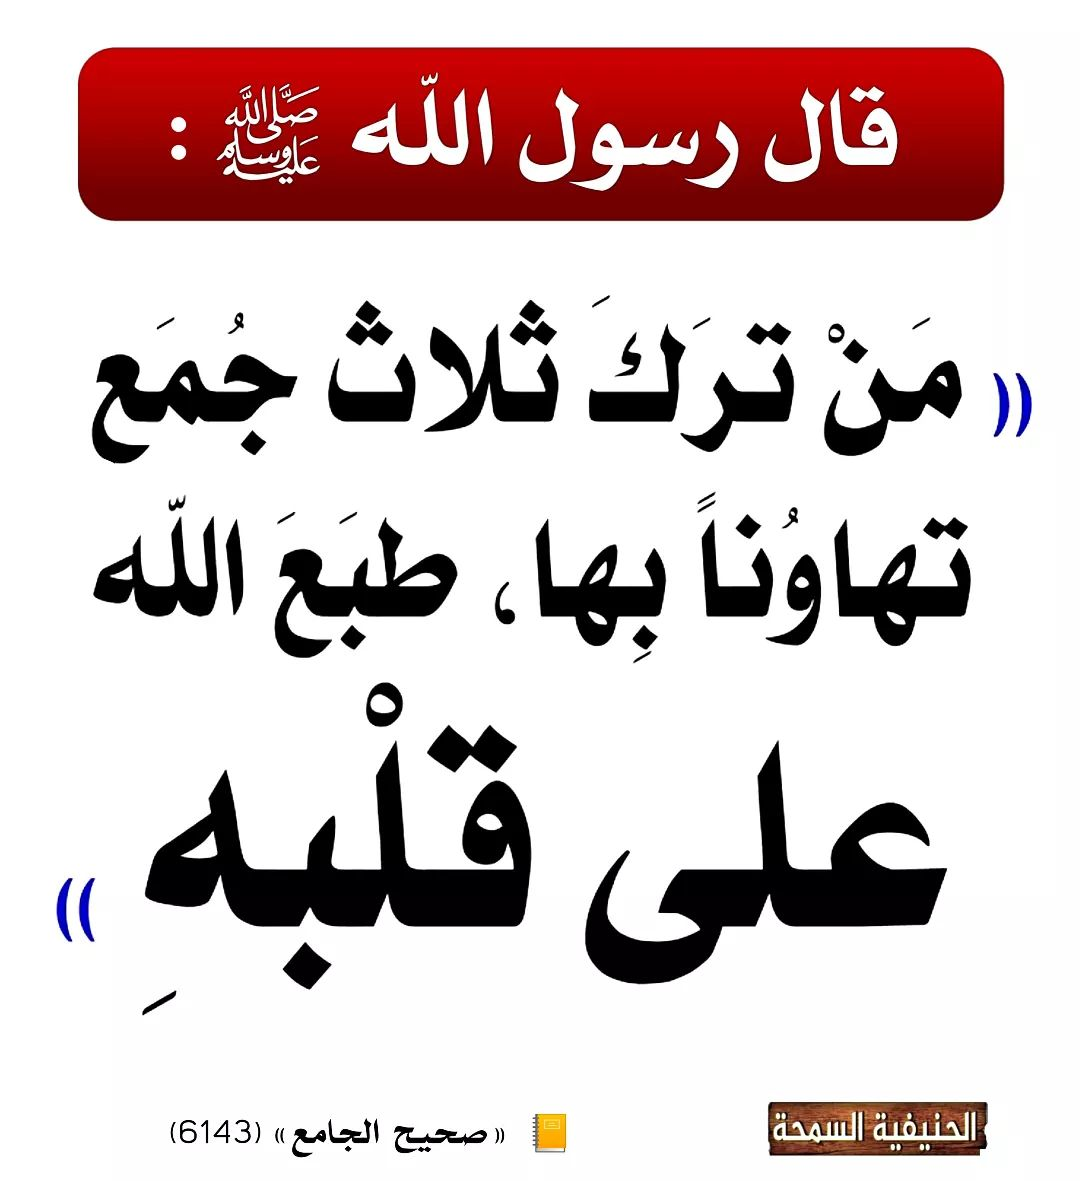 قال رسول اللّه ﷺ :
(( مَنْ ترَكَ ثلاث جُمَع
تهاوُناً بِها، طبَعَ اللّه
على قلْبهِ ))
(( صحيح الجامع )) (6143)
الحنيفية السمحة